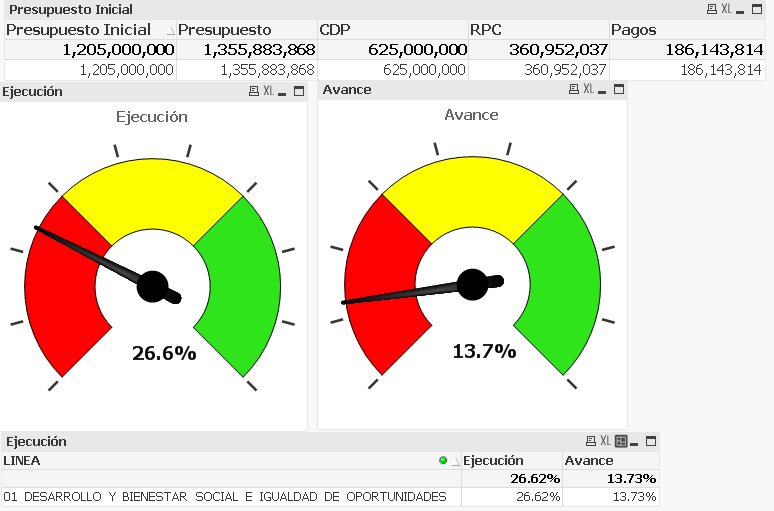 Presupuesto Inicial XL
Presupuesto Inicial Presupuesto CDP RPC Pagos
1,205,000,000 1,355,883,868 625,000,000 360,952,037 186,143,814
1,205,000,000 1,355,883,868 625,000,000 360,952,037 186,143,814
Ejecución XL
Avance XL
Ejecución
26.6%
Avance
13.7%
Ejecución XL
LINEA Ejecución Avance
26.62% 13.73%
01 DESARROLLO Y BIENESTAR SOCIAL E IGUALDAD DE OPORTUNIDADES 26.62% 13.73%